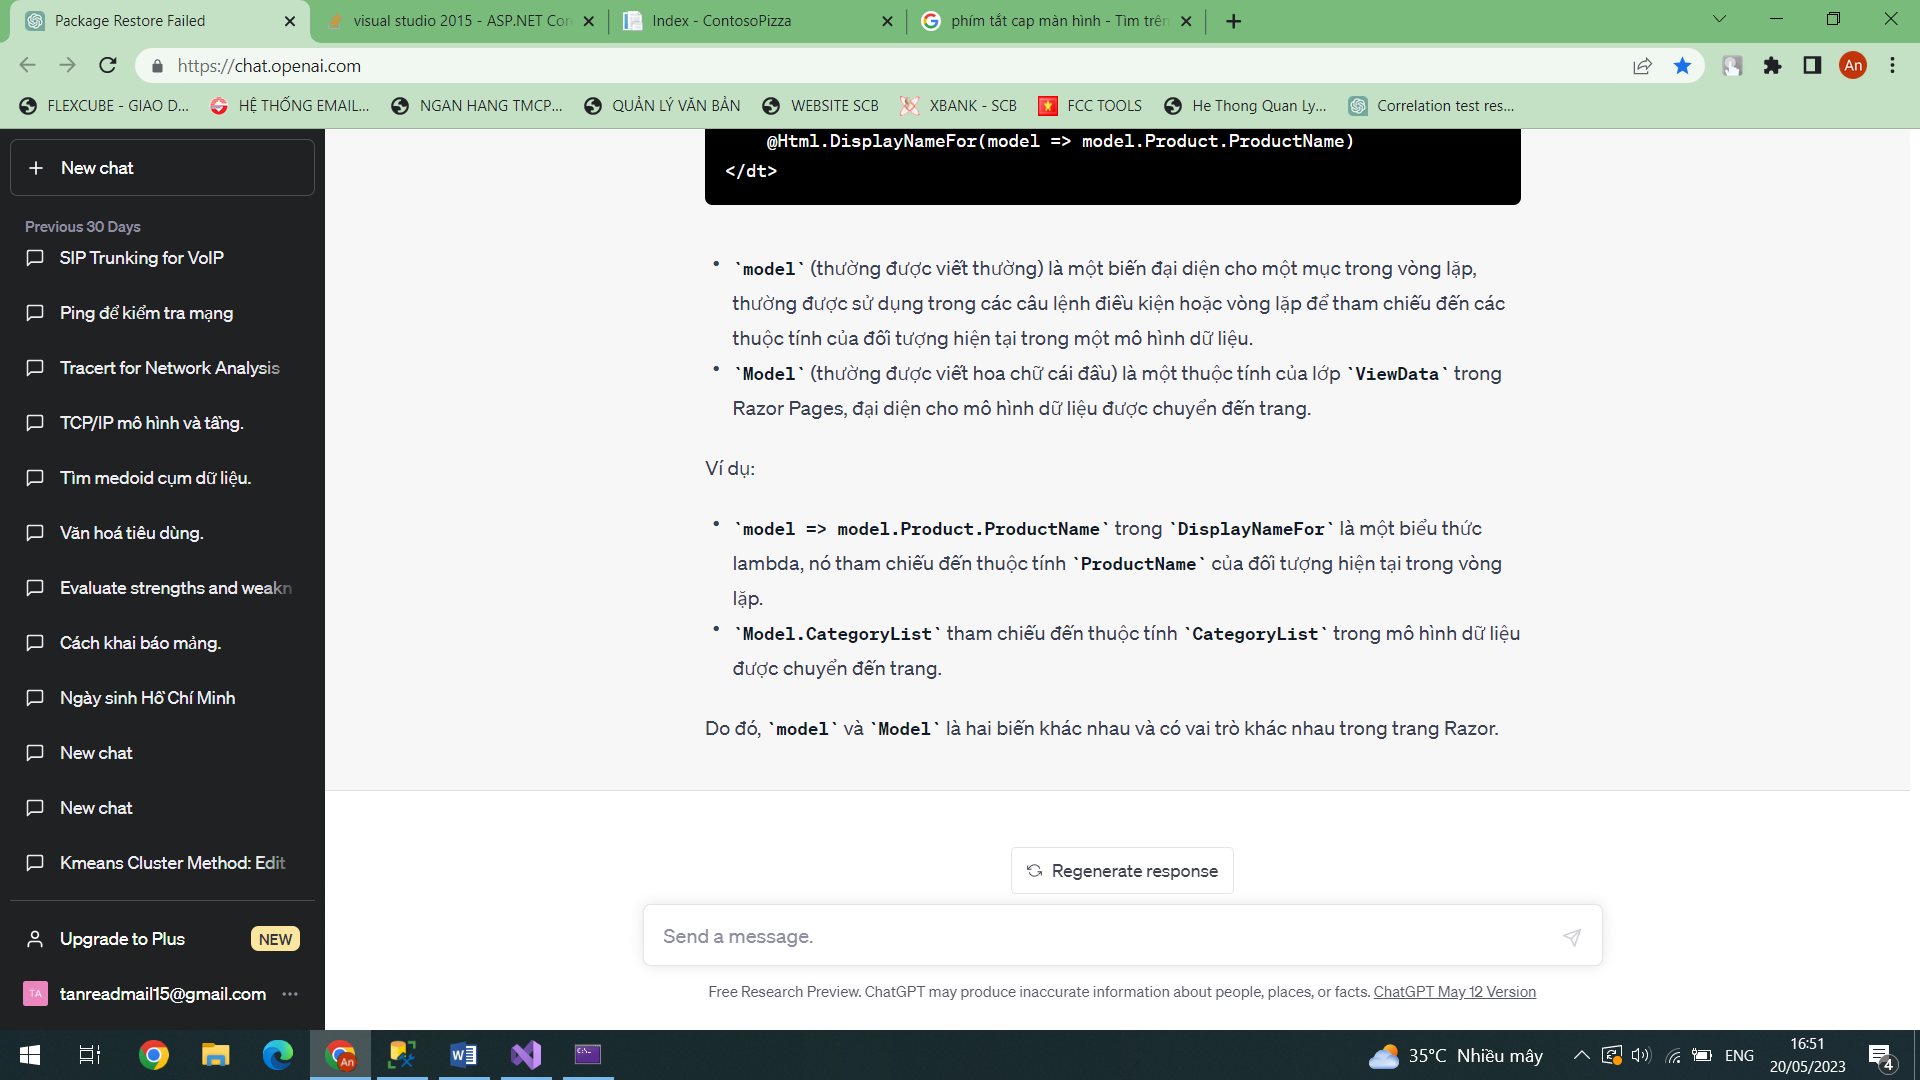 Package Restore Failed
visual studio 2015 - ASP.NET Cor
Index - ContosoPizza
phím tắt cap màn hình - Tìm trên
https://chat.openai.com
An
FLEXCUBE - GIAO D...
HỆ THỐNG EMAIL...
NGAN HANG TMCP...
QUẢN LÝ VĂN BẢN
WEBSITE SCB
XBANK - SCB
FCC TOOLS
He Thong Quan Ly...
Correlation test res...
New chat
Previous 30 Days
SIP Trunking for VoIP
Ping để kiểm tra mạng
Tracert for Network Analysis
TCP/IP mô hình và tầng.
Tìm medoid cụm dữ liệu.
Văn hoá tiêu dùng.
Evaluate strengths and weakn
Cách khai báo mảng.
Ngày sinh Hồ Chí Minh
New chat
New chat
Kmeans Cluster Method: Edit
Upgrade to Plus NEW
TA tanreadmail15@gmail.com
@Html.DisplayNameFor(model => model.Product.ProductName)
</dt>
• `model` (thường được viết thường) là một biến đại diện cho một mục trong vòng lặp,
thường được sử dụng trong các câu lệnh điều kiện hoặc vòng lặp để tham chiếu đến các
thuộc tính của đối tượng hiện tại trong một mô hình dữ liệu.
• `Model` (thường được viết hoa chữ cái đầu) là một thuộc tính của lớp `ViewData` trong
Razor Pages, đại diện cho mô hình dữ liệu được chuyển đến trang.
Ví dụ:
• `model => model.Product.ProductName` trong `DisplayNameFor` là một biểu thức
lambda, nó tham chiếu đến thuộc tính `ProductName` của đối tượng hiện tại trong vòng
lặp.
• `Model.CategoryList` tham chiếu đến thuộc tính `CategoryList` trong mô hình dữ liệu
được chuyển đến trang.
Do đó, `model` và `Model` là hai biến khác nhau và có vai trò khác nhau trong trang Razor.
Regenerate response
Send a message.
Free Research Preview. ChatGPT may produce inaccurate information about people, places, or facts. ChatGPT May 12 Version
An
35°C Nhiều mây
ENG
16:51
20/05/2023
4